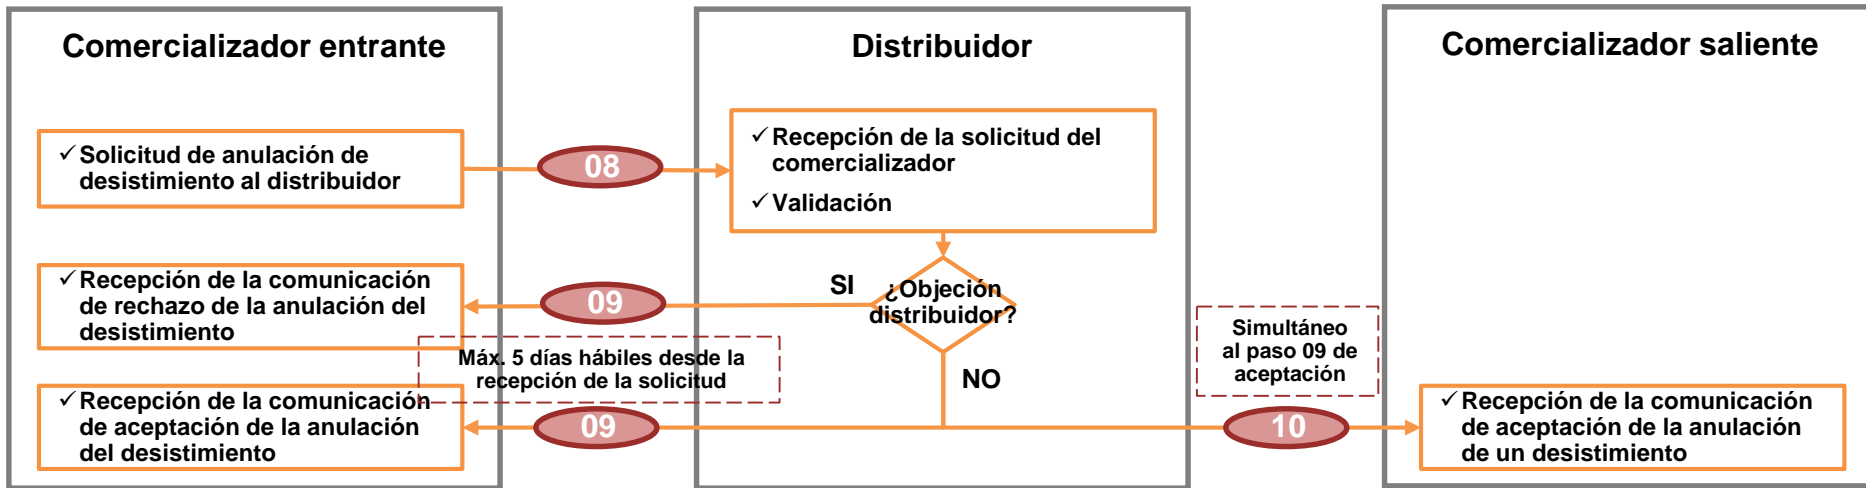 Comercializador entrante
Distribuidor
Comercializador saliente
✓ Solicitud de anulación de
desistimiento al distribuidor
08
✓ Recepción de la solicitud del
comercializador
✓ Validación
✓ Recepción de la comunicación
de rechazo de la anulación del
desistimiento
09
SI
¿Objeción
distribuidor?
Simultáneo
al paso 09 de
aceptación
Máx. 5 días hábiles desde la
recepción de la solicitud
NO
✓ Recepción de la comunicación
de aceptación de la anulación
del desistimiento
09
10
✓ Recepción de la comunicación
de aceptación de la anulación
de un desistimiento